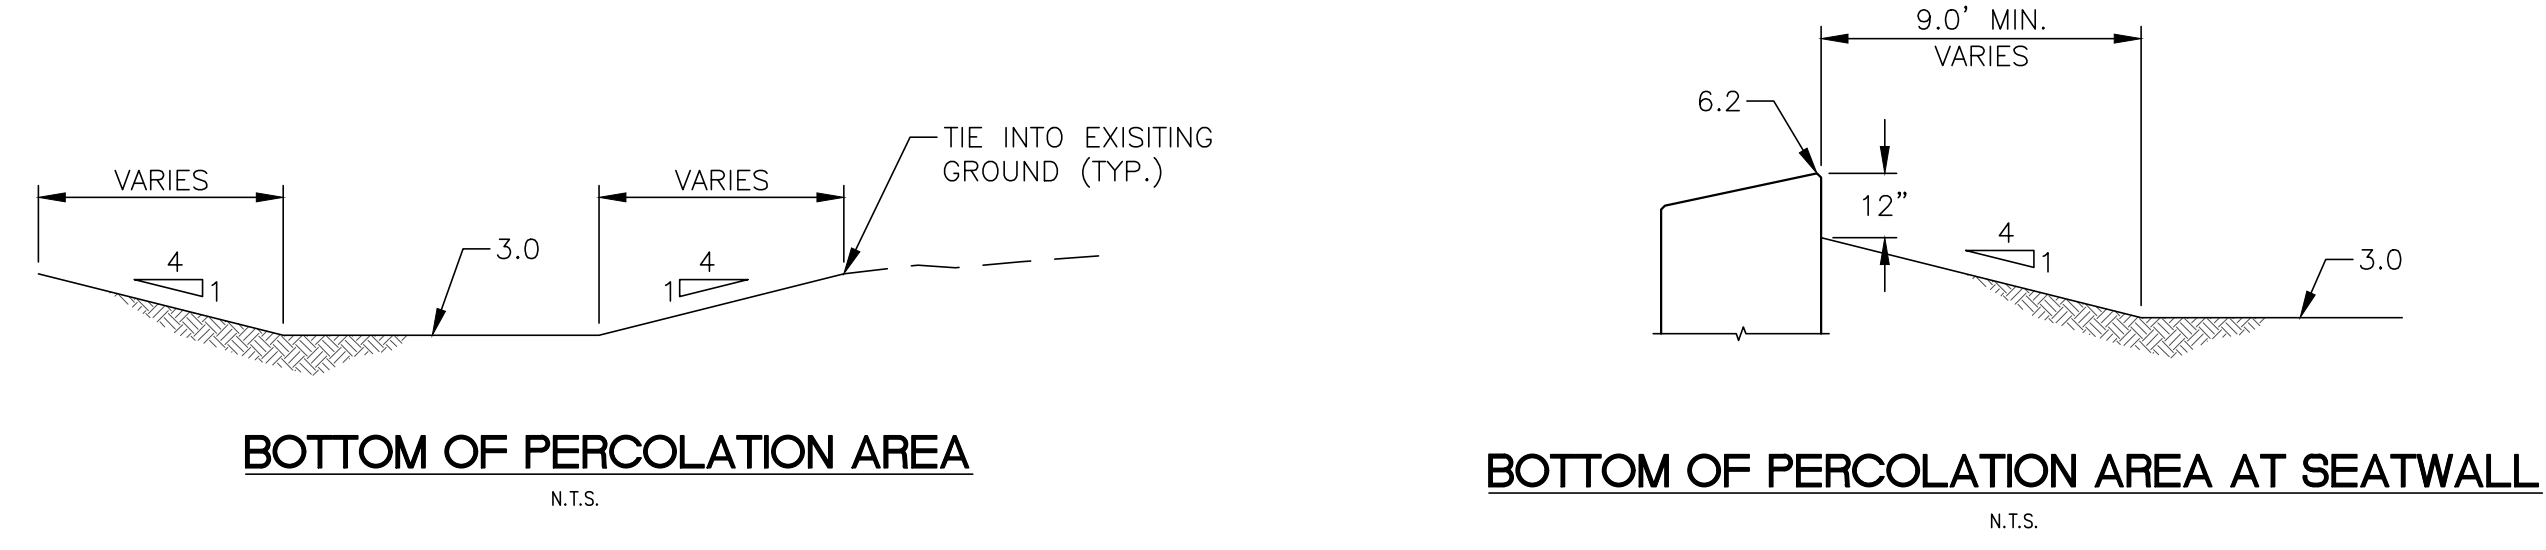 VARIES
4
1
3.0
VARIES
4
1
TIE INTO EXISITING
GROUND (TYP.)
BOTTOM OF PERCOLATION AREA
N.T.S.
9.0' MIN.
VARIES
6.2
12"
4
1
3.0
BOTTOM OF PERCOLATION AREA AT SEATWALL
N.T.S.